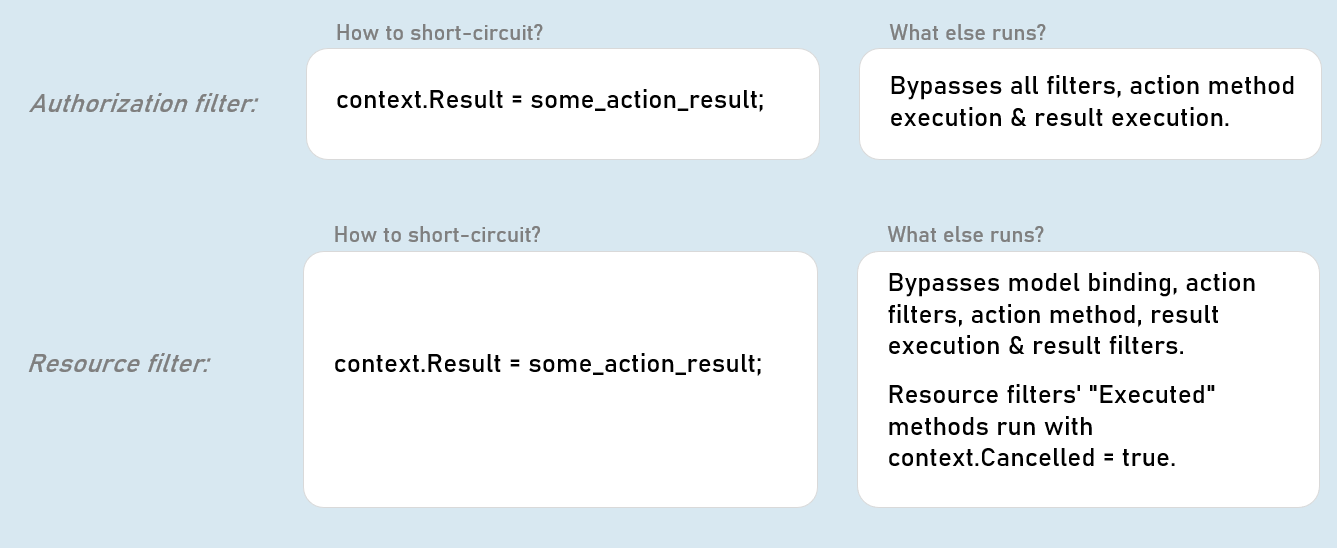 How to short-circuit?
What else runs?
Authorization filter:
context.Result = some_action_result;
Bypasses all filters, action method
execution & result execution.
How to short-circuit?
What else runs?
Resource filter:
context.Result = some_action_result;
Bypasses model binding, action
filters, action method, result
execution & result filters.
Resource filters' "Executed"
methods run with
context.Cancelled = true.